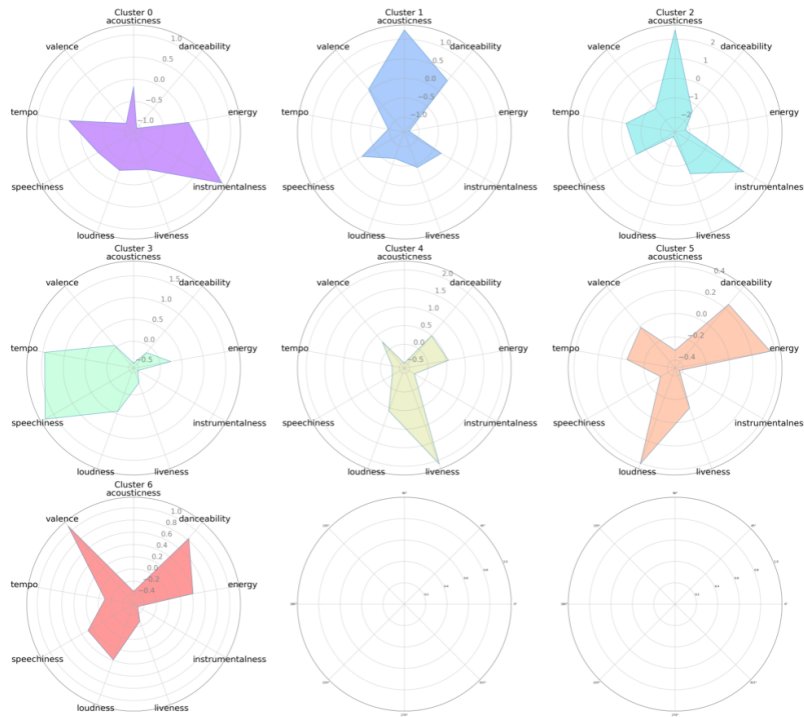 Cluster 0
acousticness
valence
danceability
tempo
energy
speechiness
instrumentalness
loudness
liveness
1.0
0.5
0.0
−0.5
−1.0
Cluster 1
acousticness
valence
danceability
tempo
energy
speechiness
instrumentalness
loudness
liveness
1.0
0.5
0.0
−0.5
−1.0
Cluster 2
acousticness
valence
danceability
tempo
energy
speechiness
instrumentalnes
loudness
liveness
2
1
0
−1
−2
Cluster 3
acousticness
valence
danceability
tempo
energy
speechiness
instrumentalness
loudness
liveness
1.5
1.0
0.5
0.0
−0.5
Cluster 4
acousticness
valence
danceability
tempo
energy
speechiness
instrumentalness
loudness
liveness
2.0
1.5
1.0
0.5
0.0
−0.5
Cluster 5
acousticness
valence
danceability
tempo
energy
speechiness
instrumentalnes
loudness
liveness
0.4
0.2
0.0
−0.2
−0.4
Cluster 6
acousticness
valence
danceability
tempo
energy
speechiness
instrumentalness
loudness
liveness
1.0
0.8
0.6
0.4
0.2
0.0
−0.2
−0.4